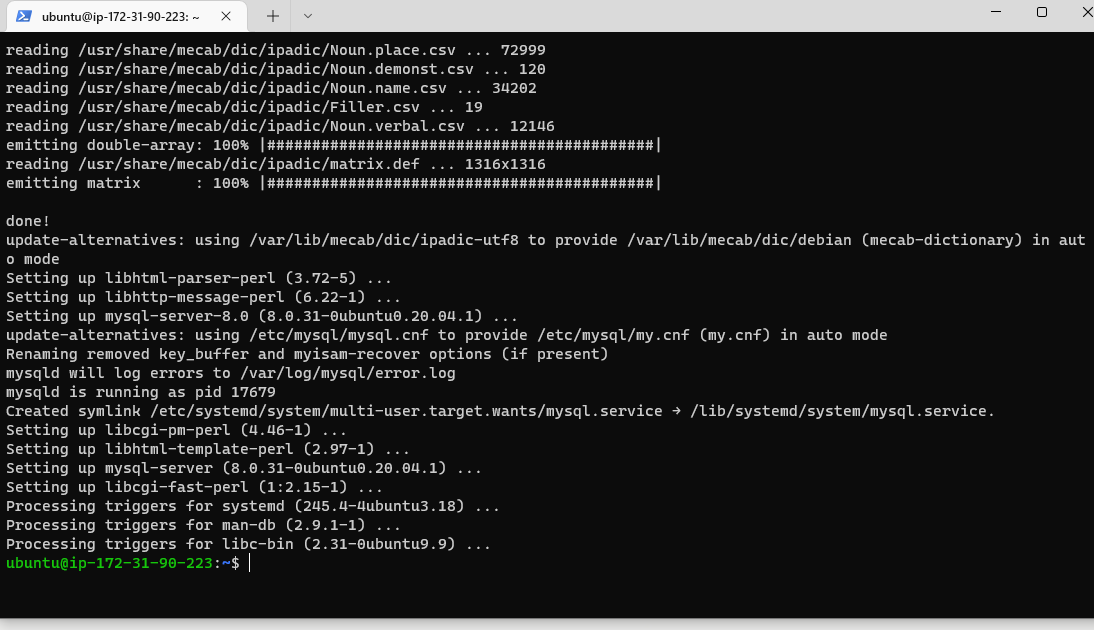 ubuntu@ip-172-31-90-223: ~
reading /usr/share/mecab/dic/ipadic/Noun.place.csv ... 72999
reading /usr/share/mecab/dic/ipadic/Noun.demonst.csv ... 120
reading /usr/share/mecab/dic/ipadic/Noun.name.csv ... 34202
reading /usr/share/mecab/dic/ipadic/Filler.csv ... 19
reading /usr/share/mecab/dic/ipadic/Noun.verbal.csv ... 12146
emitting double-array: 100% |###########################################|
reading /usr/share/mecab/dic/ipadic/matrix.def ... 1316x1316
emitting matrix      : 100% |###########################################|
done!
update-alternatives: using /var/lib/mecab/dic/ipadic-utf8 to provide /var/lib/mecab/dic/debian (mecab-dictionary) in aut
o mode
Setting up libhtml-parser-perl (3.72-5) ...
Setting up libhttp-message-perl (6.22-1) ...
Setting up mysql-server-8.0 (8.0.31-0ubuntu0.20.04.1) ...
update-alternatives: using /etc/mysql/mysql.cnf to provide /etc/mysql/my.cnf (my.cnf) in auto mode
Renaming removed key_buffer and myisam-recover options (if present)
mysqld will log errors to /var/log/mysql/error.log
mysqld is running as pid 17679
Created symlink /etc/systemd/system/multi-user.target.wants/mysql.service → /lib/systemd/system/mysql.service.
Setting up libcgi-pm-perl (4.46-1) ...
Setting up libhtml-template-perl (2.97-1) ...
Setting up mysql-server (8.0.31-0ubuntu0.20.04.1) ...
Setting up libcgi-fast-perl (1:2.15-1) ...
Processing triggers for systemd (245.4-4ubuntu3.18) ...
Processing triggers for man-db (2.9.1-1) ...
Processing triggers for libc-bin (2.31-0ubuntu9.9) ...
ubuntu@ip-172-31-90-223:~$